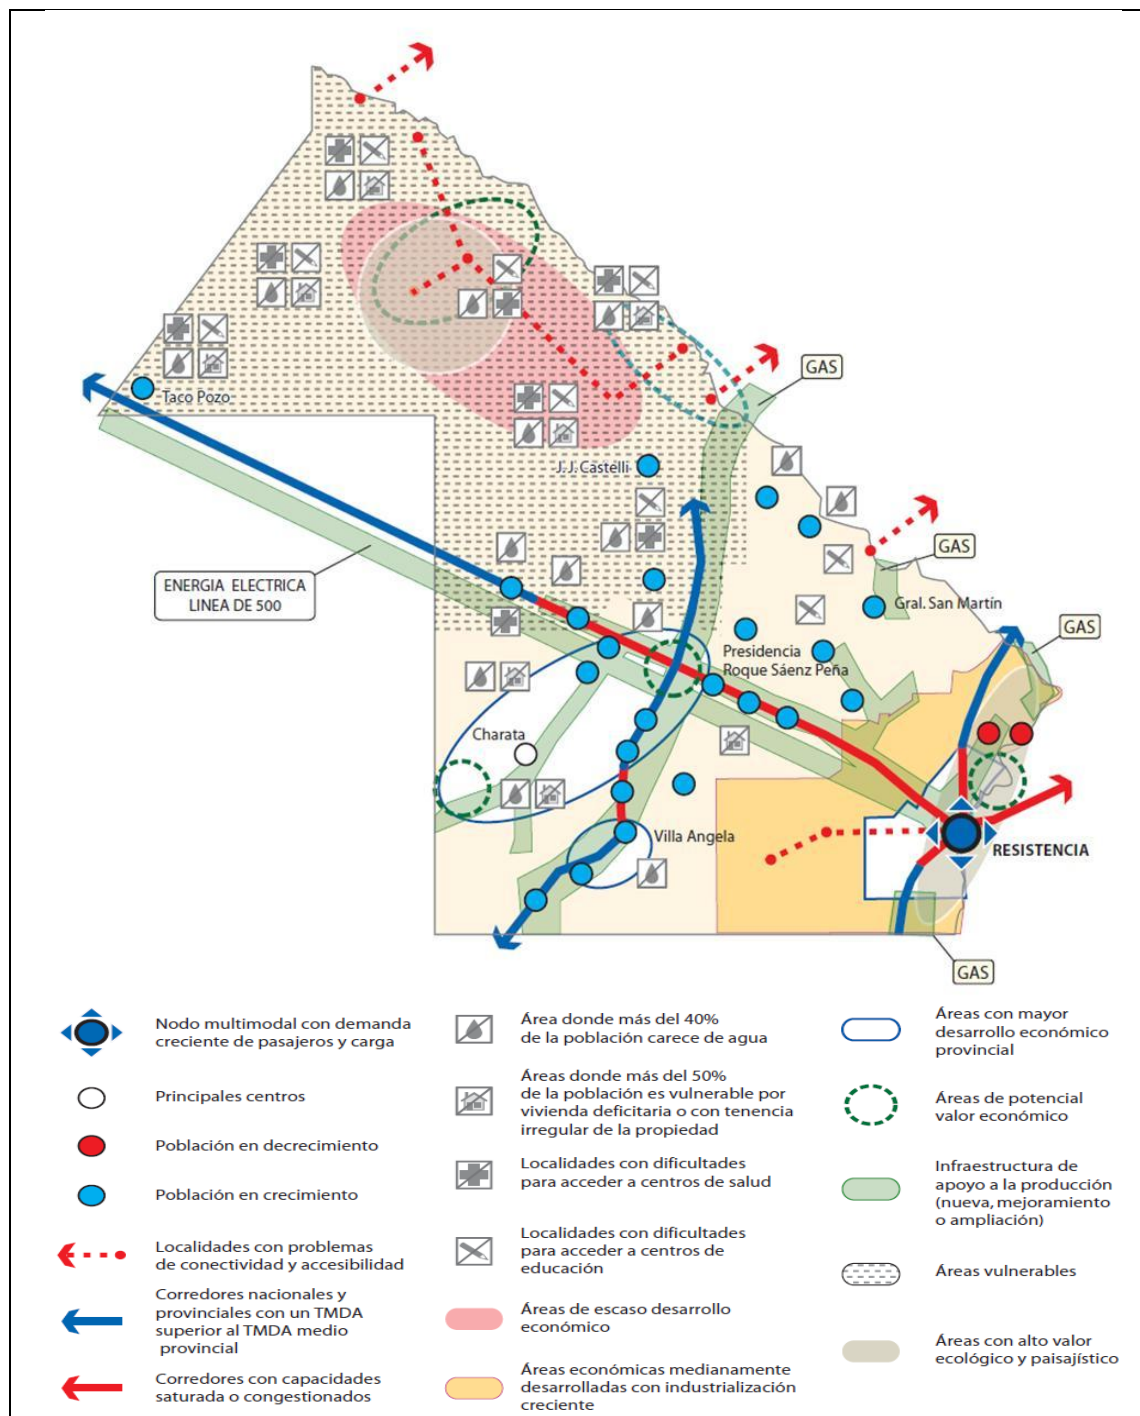 GAS
Taco Pozo
J. J. Castelli
GAS
ENERGIA ELECTRICA
LINEA DE 500
Gral. San Martín
GAS
Presidencia
Roque Sáenz Peña
Charata
Villa Angela
RESISTENCIA
GAS
Nodo multimodal con demanda
creciente de pasajeros y carga
Principales centros
Población en decrecimiento
Población en crecimiento
Localidades con problemas
de conectividad y accesibilidad
Corredores nacionales y
provinciales con un TMDA
superior al TMDA medio
provincial
Corredores con capacidades
saturada o congestionados
Área donde más del 40%
de la población carece de agua
Áreas donde más del 50%
de la población es vulnerable por
vivienda deficitaria o con tenencia
irregular de la propiedad
Localidades con dificultades
para acceder a centros de salud
Localidades con dificultades
para acceder a centros de
educación
Áreas de escaso desarrollo
económico
Áreas económicas medianamente
desarrolladas con industrialización
creciente
Áreas con mayor
desarrollo económico
provincial
Áreas de potencial
valor económico
Infraestructura de
apoyo a la producción
(nueva, mejoramiento
o ampliación)
Áreas vulnerables
Áreas con alto valor
ecológico y paisajístico